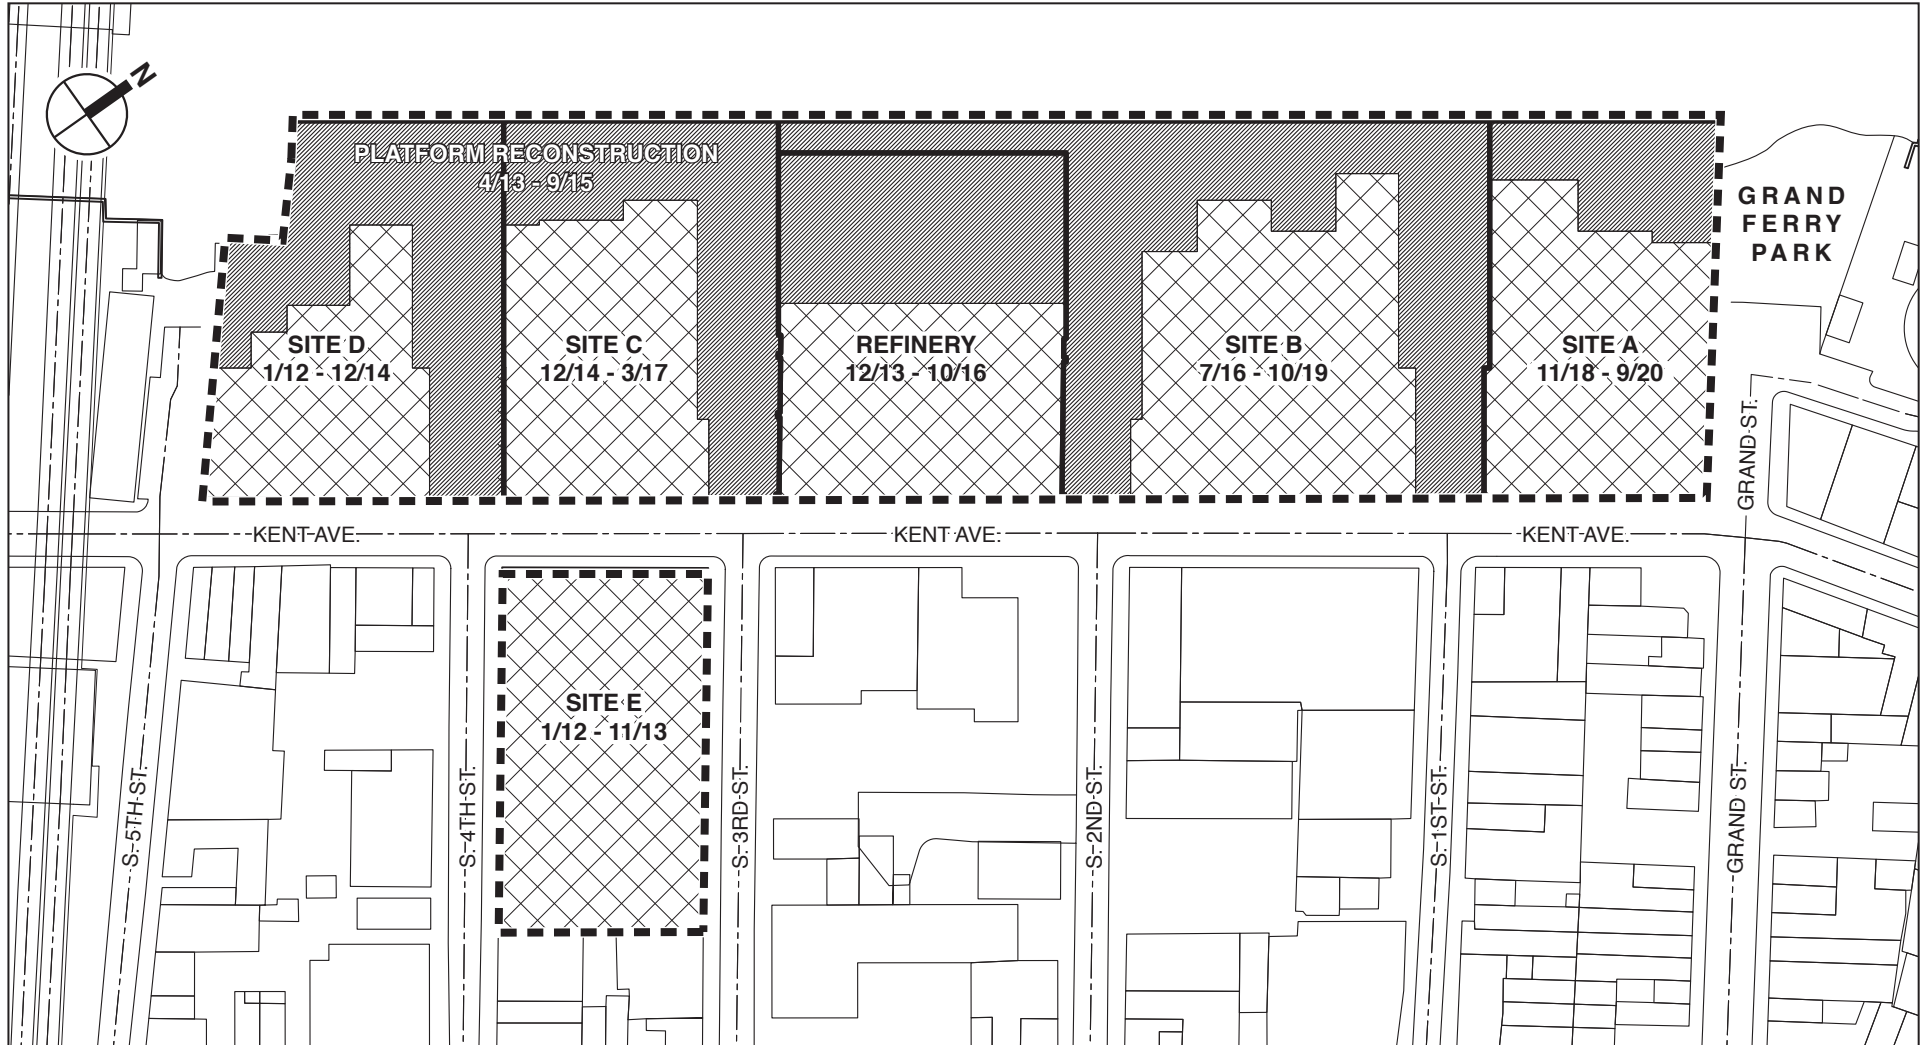 N
PLATFORM RECONSTRUCTION
4/13 - 9/15
GRAND
FERRY
PARK
SITE D
1/12 - 12/14
SITE C
12/14 - 3/17
REFINERY
12/13 - 10/16
SITE B
7/16 - 10/19
SITE A
11/18 - 9/20
GRAND ST.
KENT AVE.
KENT AVE.
KENT AVE.
SITE E
1/12 - 11/13
S. 5TH ST.
S. 4TH ST.
S. 3RD ST.
S. 2ND ST.
S. 1ST ST.
GRAND ST.